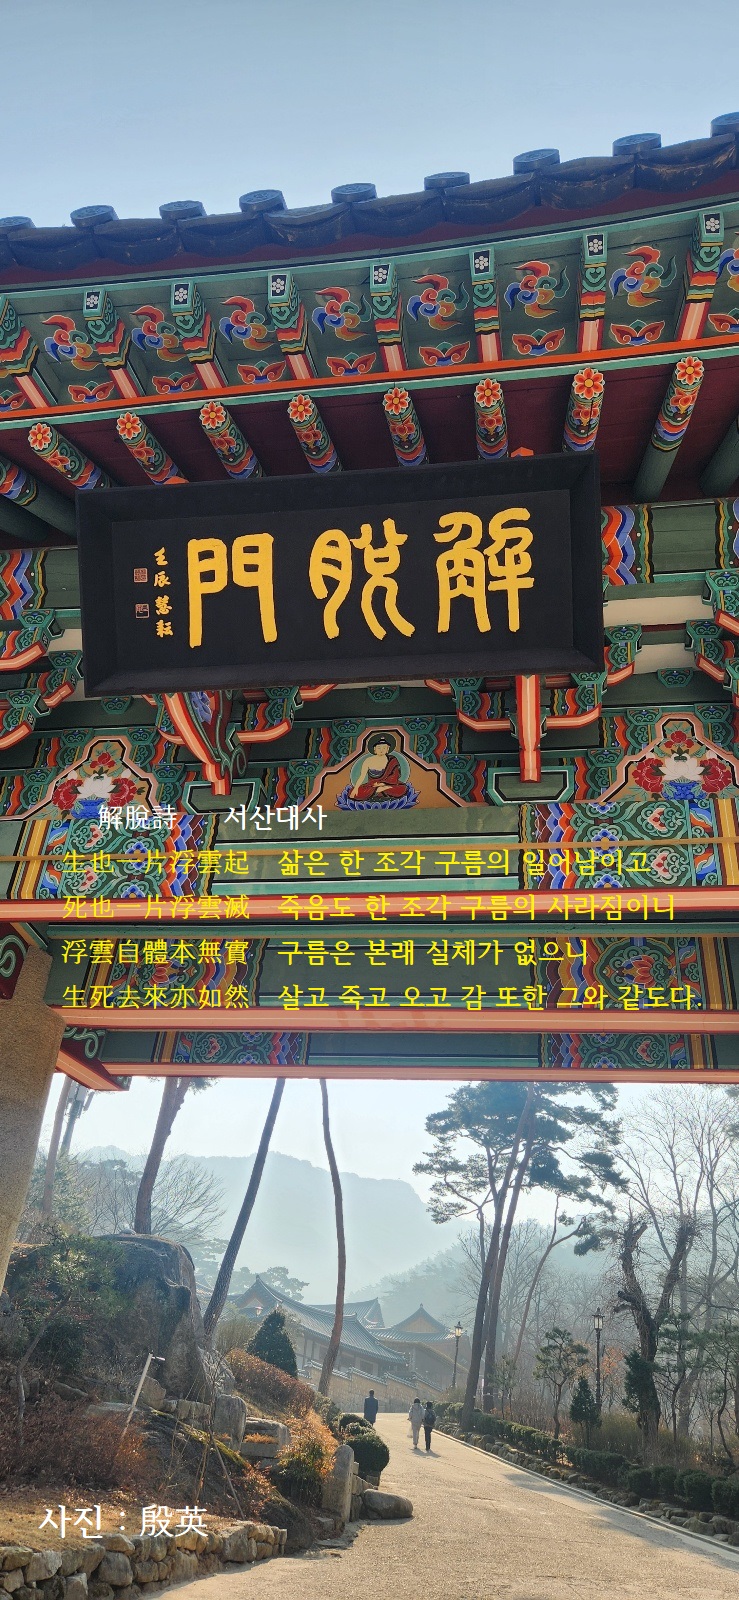 解脫門
壬辰慧耘
解脫詩 서산대사
生也一片浮雲起 삶은 한 조각 구름의 일어남이고
死也一片浮雲滅 죽음도 한 조각 구름의 사라짐이니
浮雲自體本無實 구름은 본래 실체가 없으니
生死去來亦如然 살고 죽고 오고 감 또한 그와 같도다.
사진 : 殷英